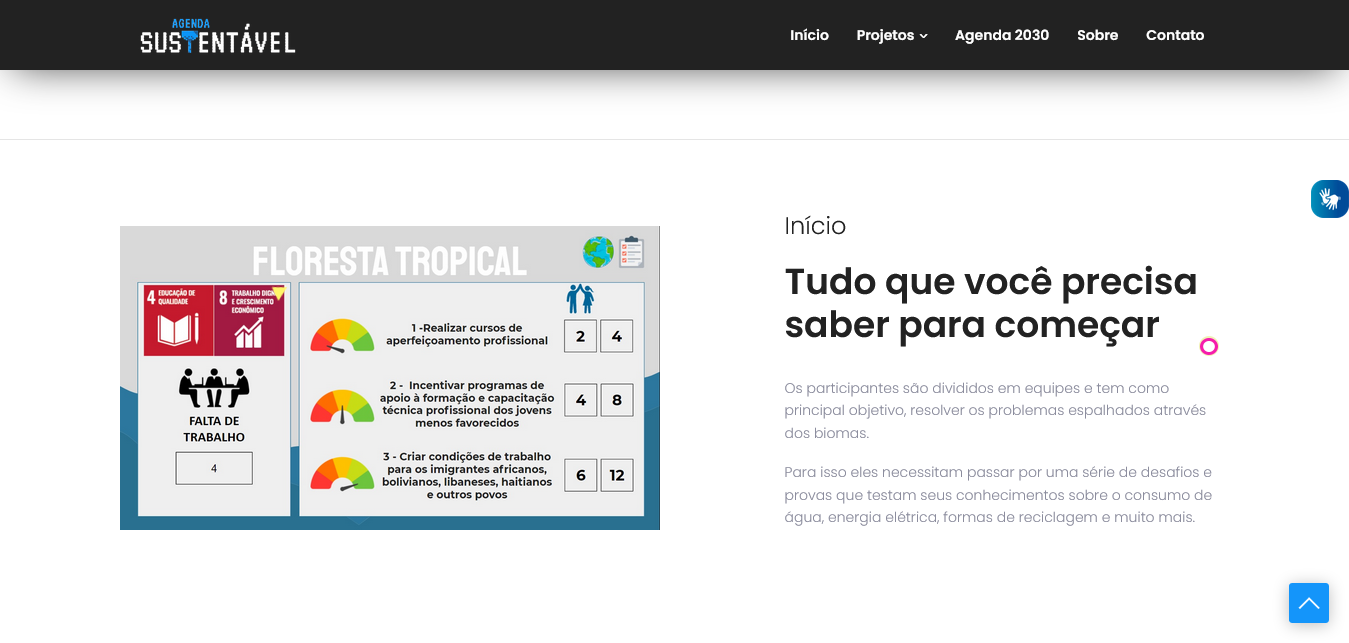 AGENDA
SUSTENTÁVEL
Início
Projetos
Agenda 2030
Sobre
Contato
FLORESTA TROPICAL
4 EDUCAÇÃO DE
QUALIDADE
8 TRABALHO DIGNO
E CRESCIMENTO
ECONÔMICO
FALTA DE
TRABALHO
4
1 -Realizar cursos de
aperfeiçoamento profissional
2 4
2 - Incentivar programas de
apoio à formação e capacitação
técnica profissional dos jovens
menos favorecidos
4 8
3 - Criar condições de trabalho
para os imigrantes africanos,
bolivianos, libaneses, haitianos
e outros povos
6 12
Início
Tudo que você precisa
saber para começar
Os participantes são divididos em equipes e tem como
principal objetivo, resolver os problemas espalhados através
dos biomas.
Para isso eles necessitam passar por uma série de desafios e
provas que testam seus conhecimentos sobre o consumo de
água, energia elétrica, formas de reciclagem e muito mais.